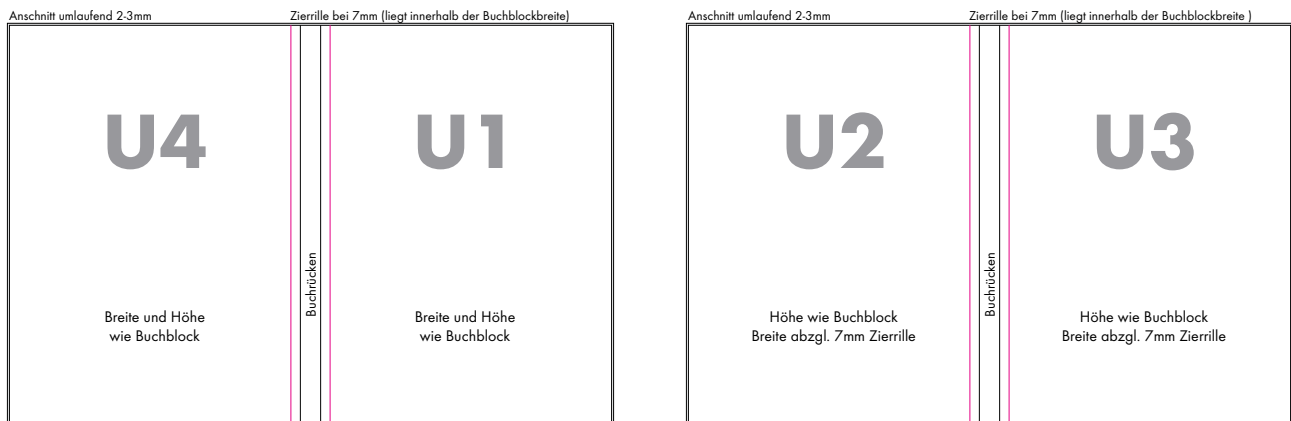 Anschnitt umlaufend 2-3mm
Zierrille bei 7mm (liegt innerhalb der Buchblockbreite)
U4
U1
Buchrücken
Breite und Höhe
wie Buchblock
Breite und Höhe
wie Buchblock
Anschnitt umlaufend 2-3mm
Zierrille bei 7mm (liegt innerhalb der Buchblockbreite )
U2
U3
Buchrücken
Höhe wie Buchblock
Breite abzgl. 7mm Zierrille
Höhe wie Buchblock
Breite abzgl. 7mm Zierrille